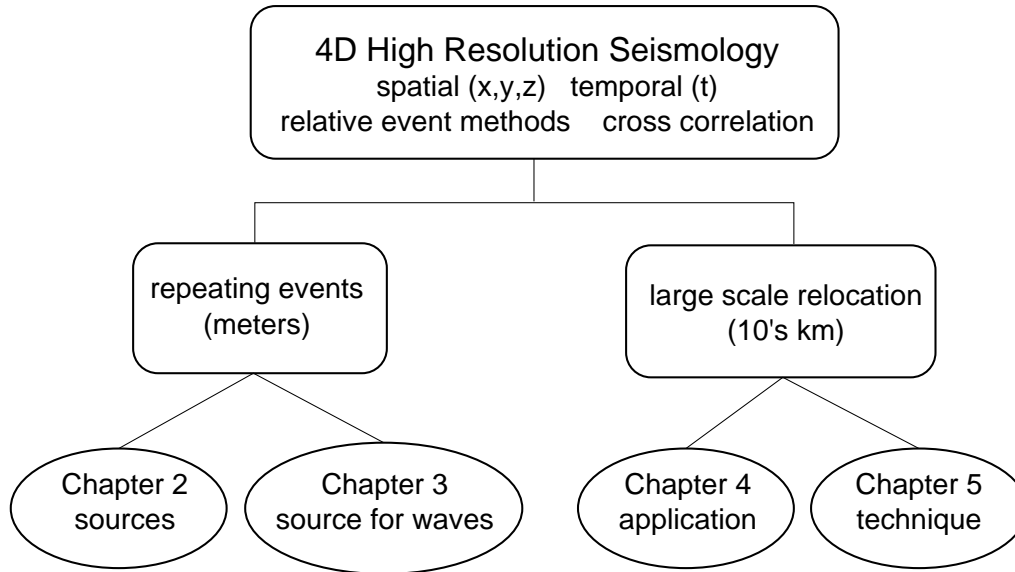 4D High Resolution Seismology
spatial (x,y,z) temporal (t)
relative event methods cross correlation
repeating events
(meters)
large scale relocation
(10's km)
Chapter 2
sources
Chapter 3
source for waves
Chapter 4
application
Chapter 5
technique